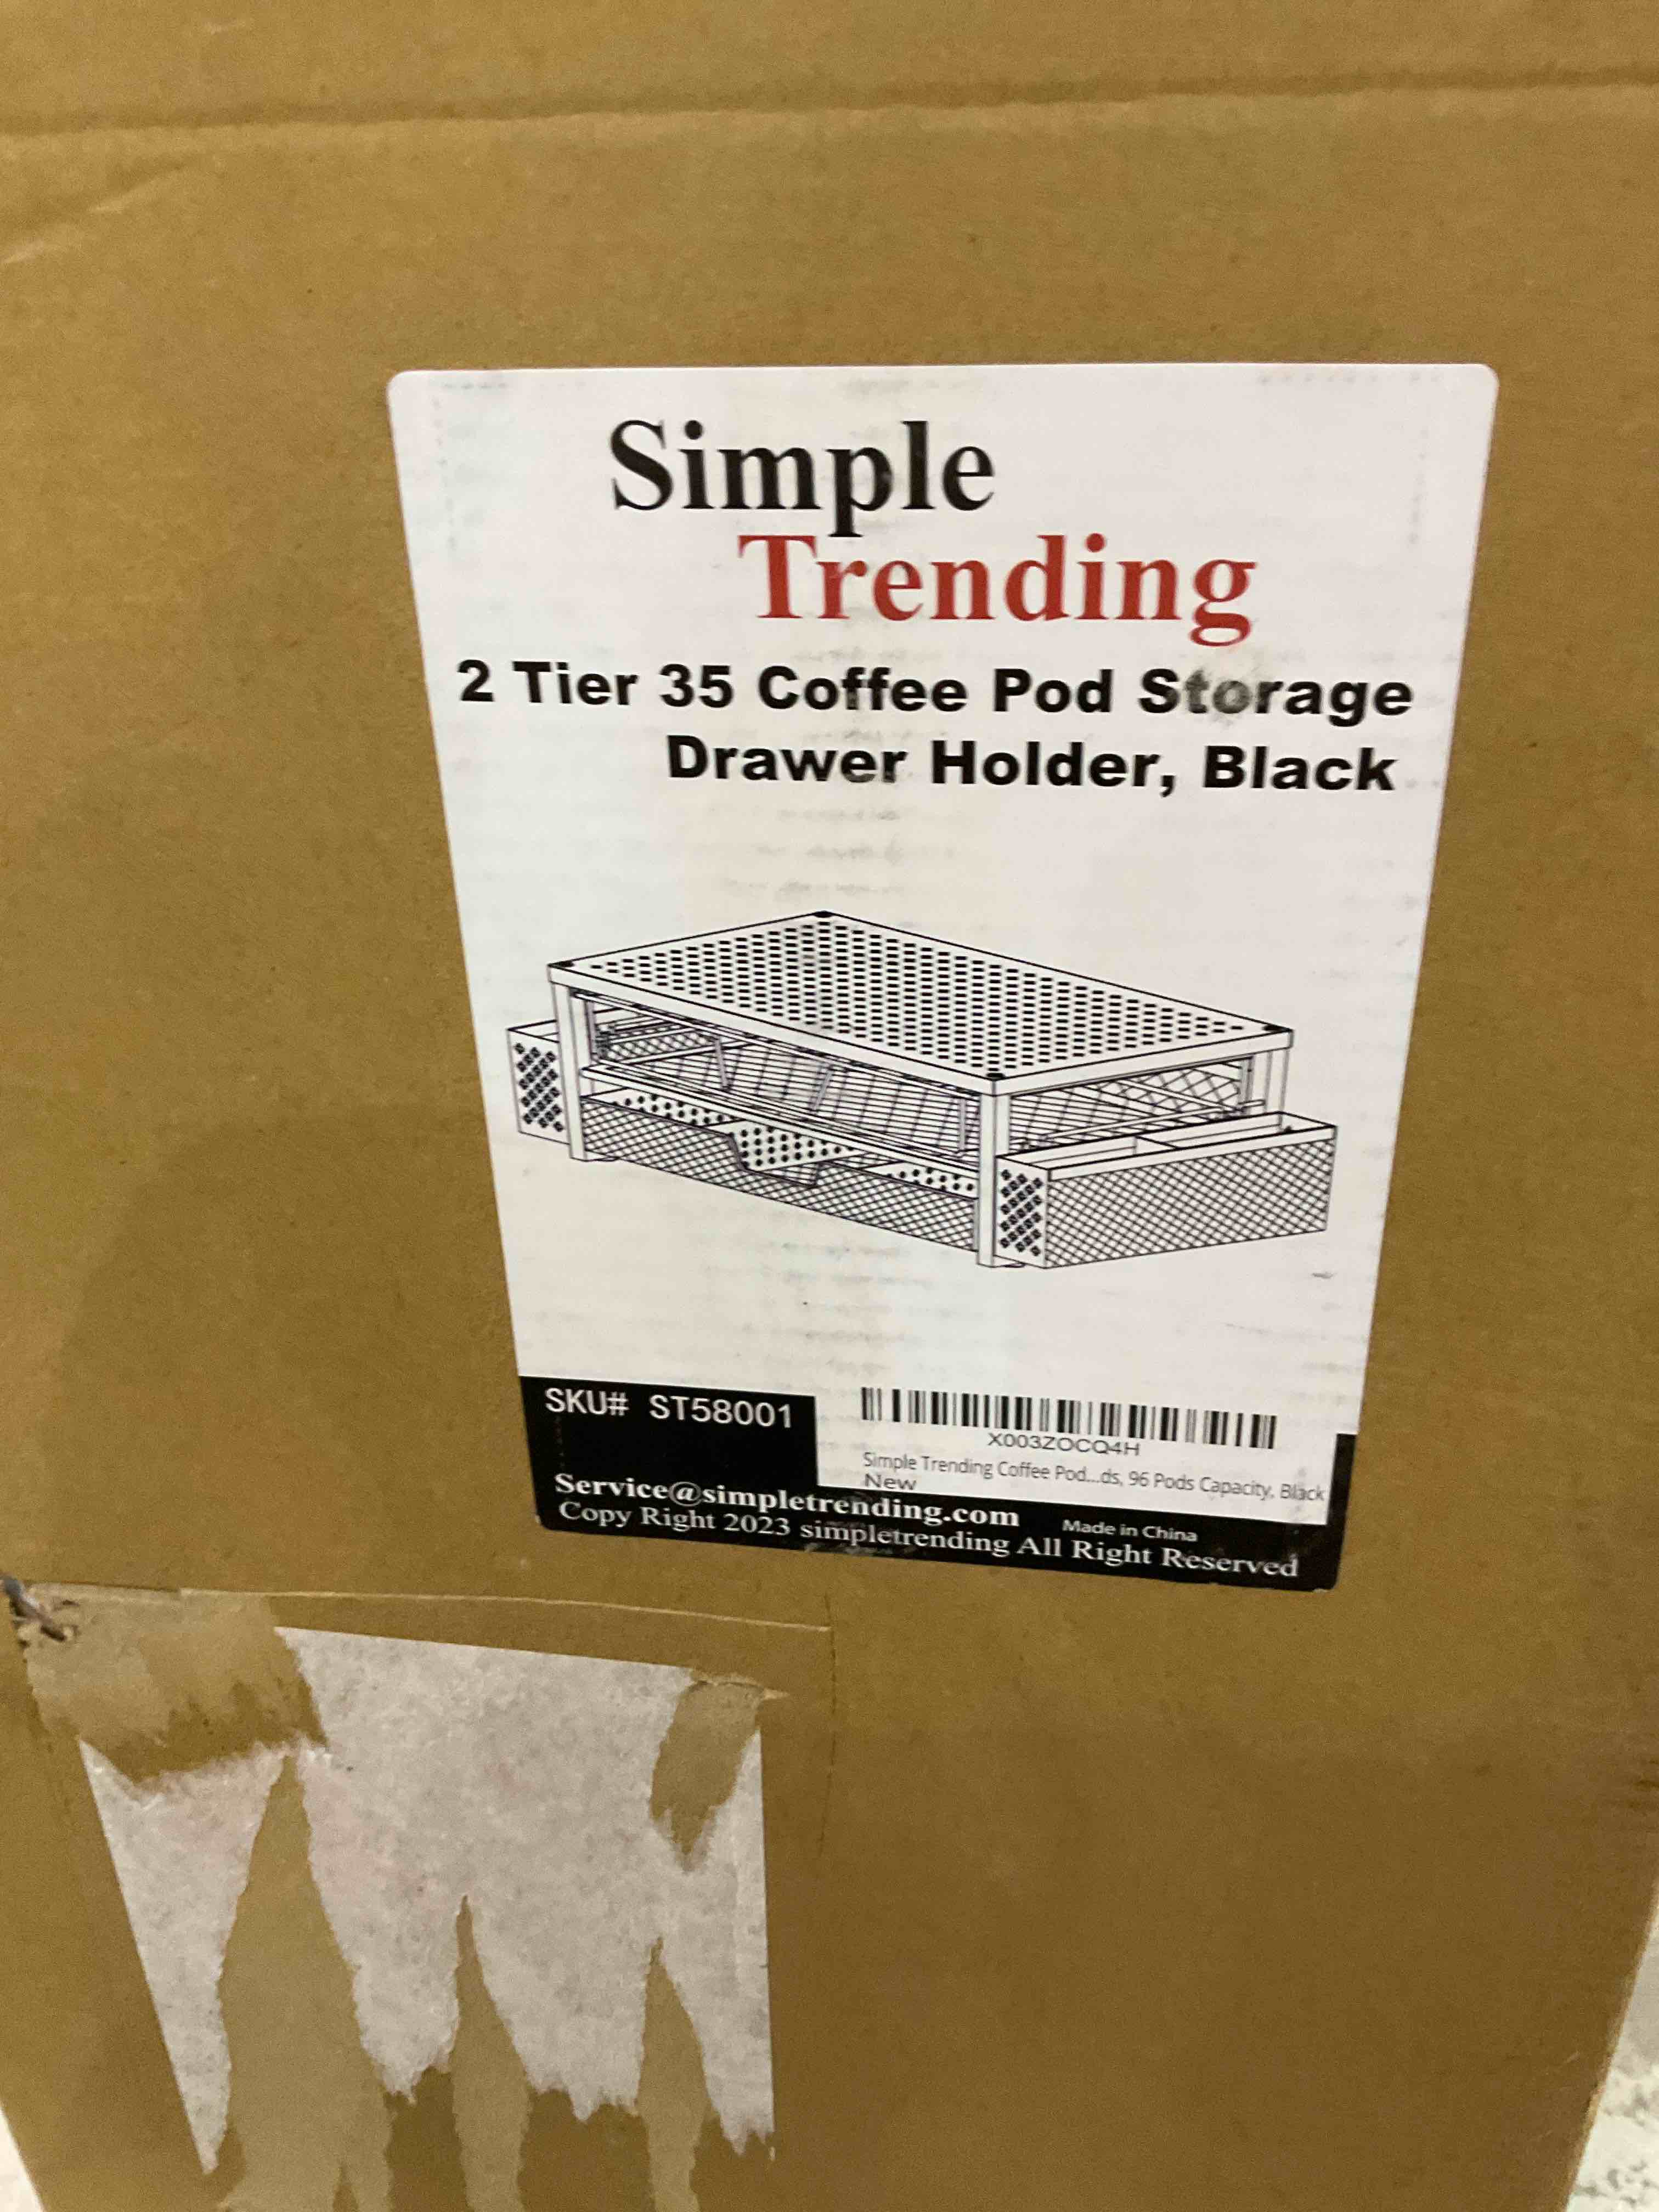 Simple
Trending
2 Tier 35 Coffee Pod Storage
Drawer Holder, Black
SKU# ST58001
X003ZOCQ4H
Simple Trending Coffee Pod...ds, 96 Pods Capacity, Black
New
Service@simpletrending.com
Made in China
Copy Right 2023 simpletrending All Right Reserved